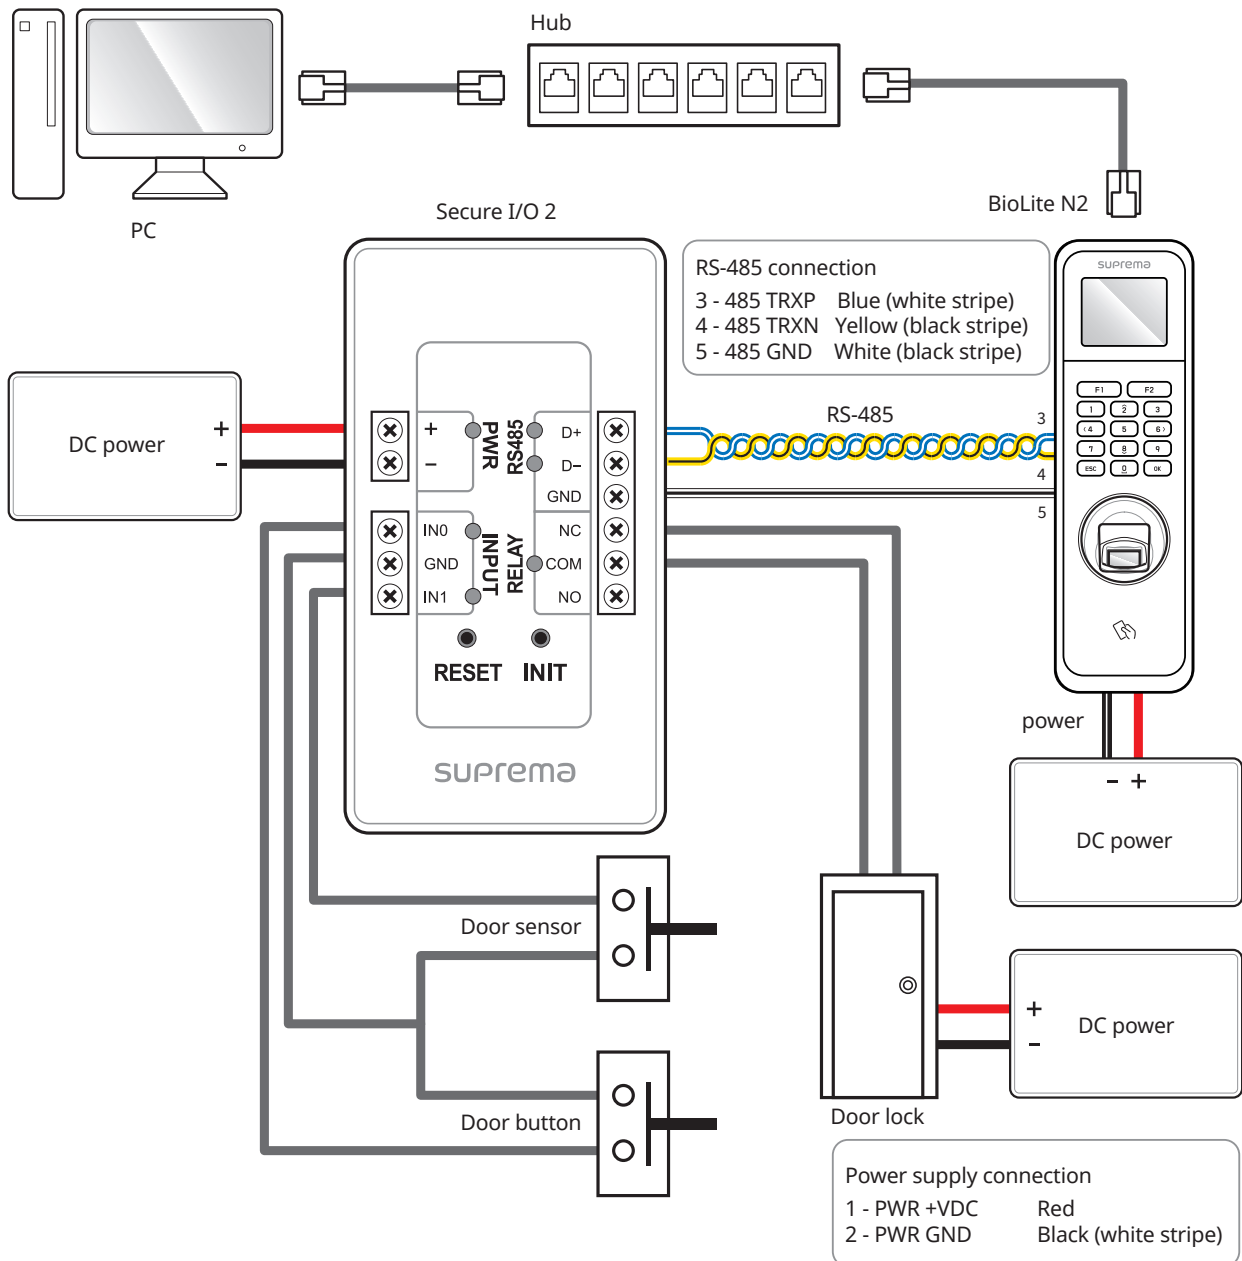 Hub
PC
Secure I/O 2
BioLite N2
RS-485 connection
3 - 485 TRXP Blue (white stripe)
4 - 485 TRXN Yellow (black stripe)
5 - 485 GND White (black stripe)
suprema
F1 F2
1 2 3
4 5 6
7 8 9
ESC 0 OK
DC power
+
-
+
-
PWR
RS485
D+
D-
GND
IN0
GND
IN1
INPUT
RELAY
NC
COM
NO
RESET INIT
suprema
RS-485
3
4
5
power
- +
DC power
Door sensor
Door button
Door lock
+
-
DC power
Power supply connection
1 - PWR +VDC Red
2 - PWR GND Black (white stripe)